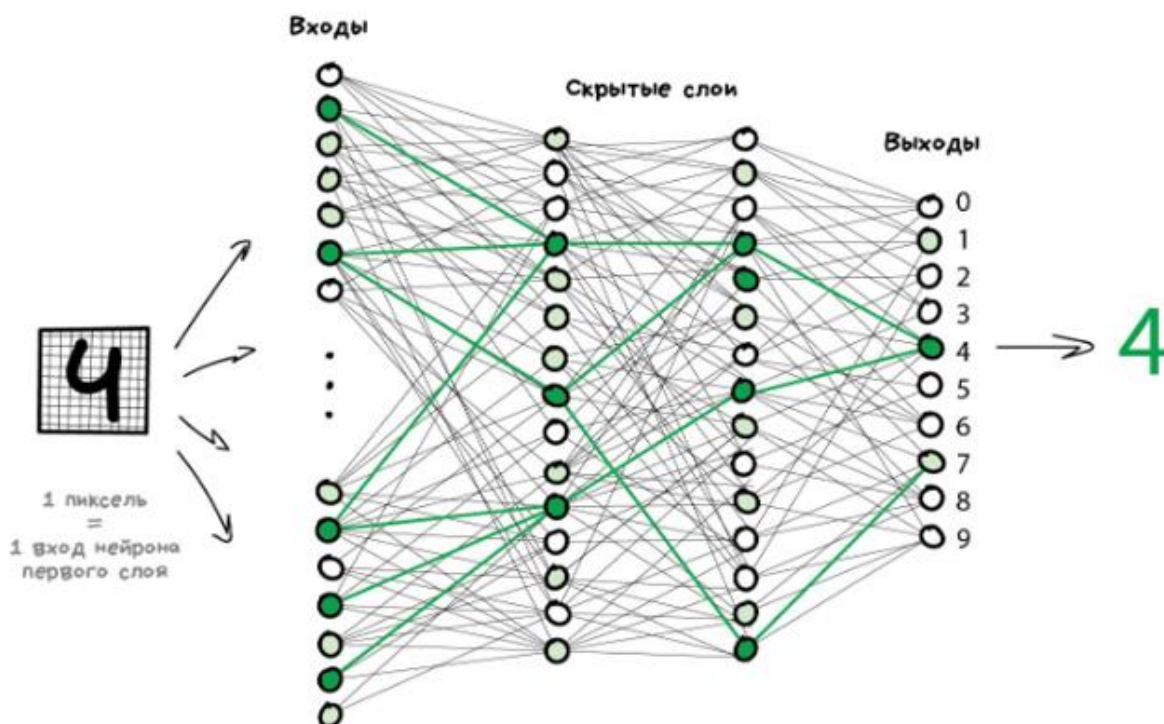 Входы
Скрытые слои
Выходы
0
1
2
3
4
5
6
7
8
9
4
4
1 пиксель
=
1 вход нейрона
первого слоя